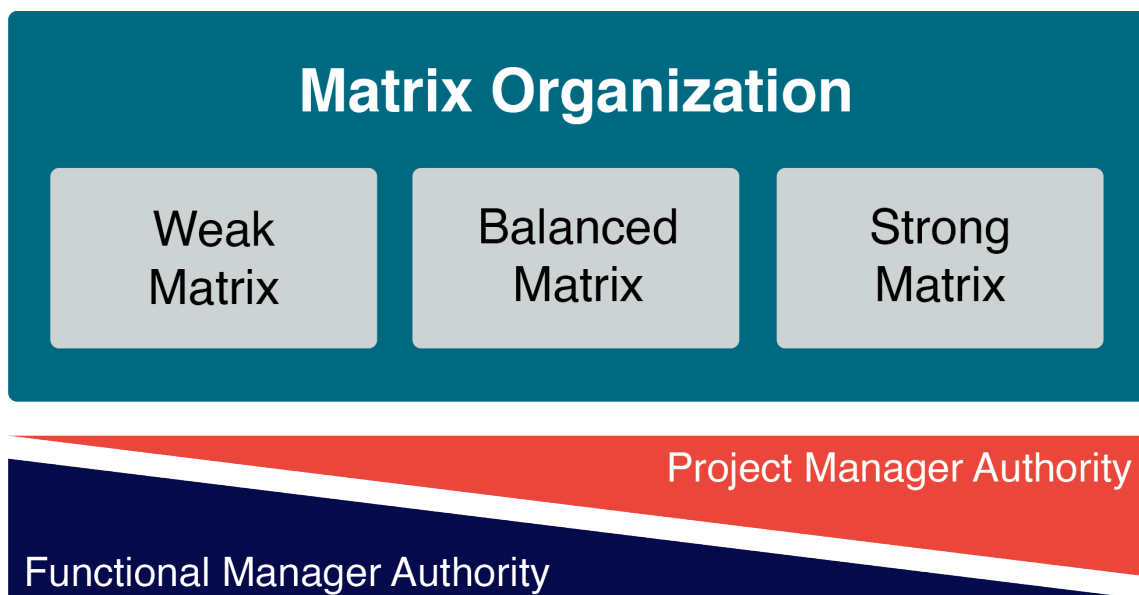 Matrix Organization
Weak
Matrix
Balanced
Matrix
Strong
Matrix
Project Manager Authority
Functional Manager Authority